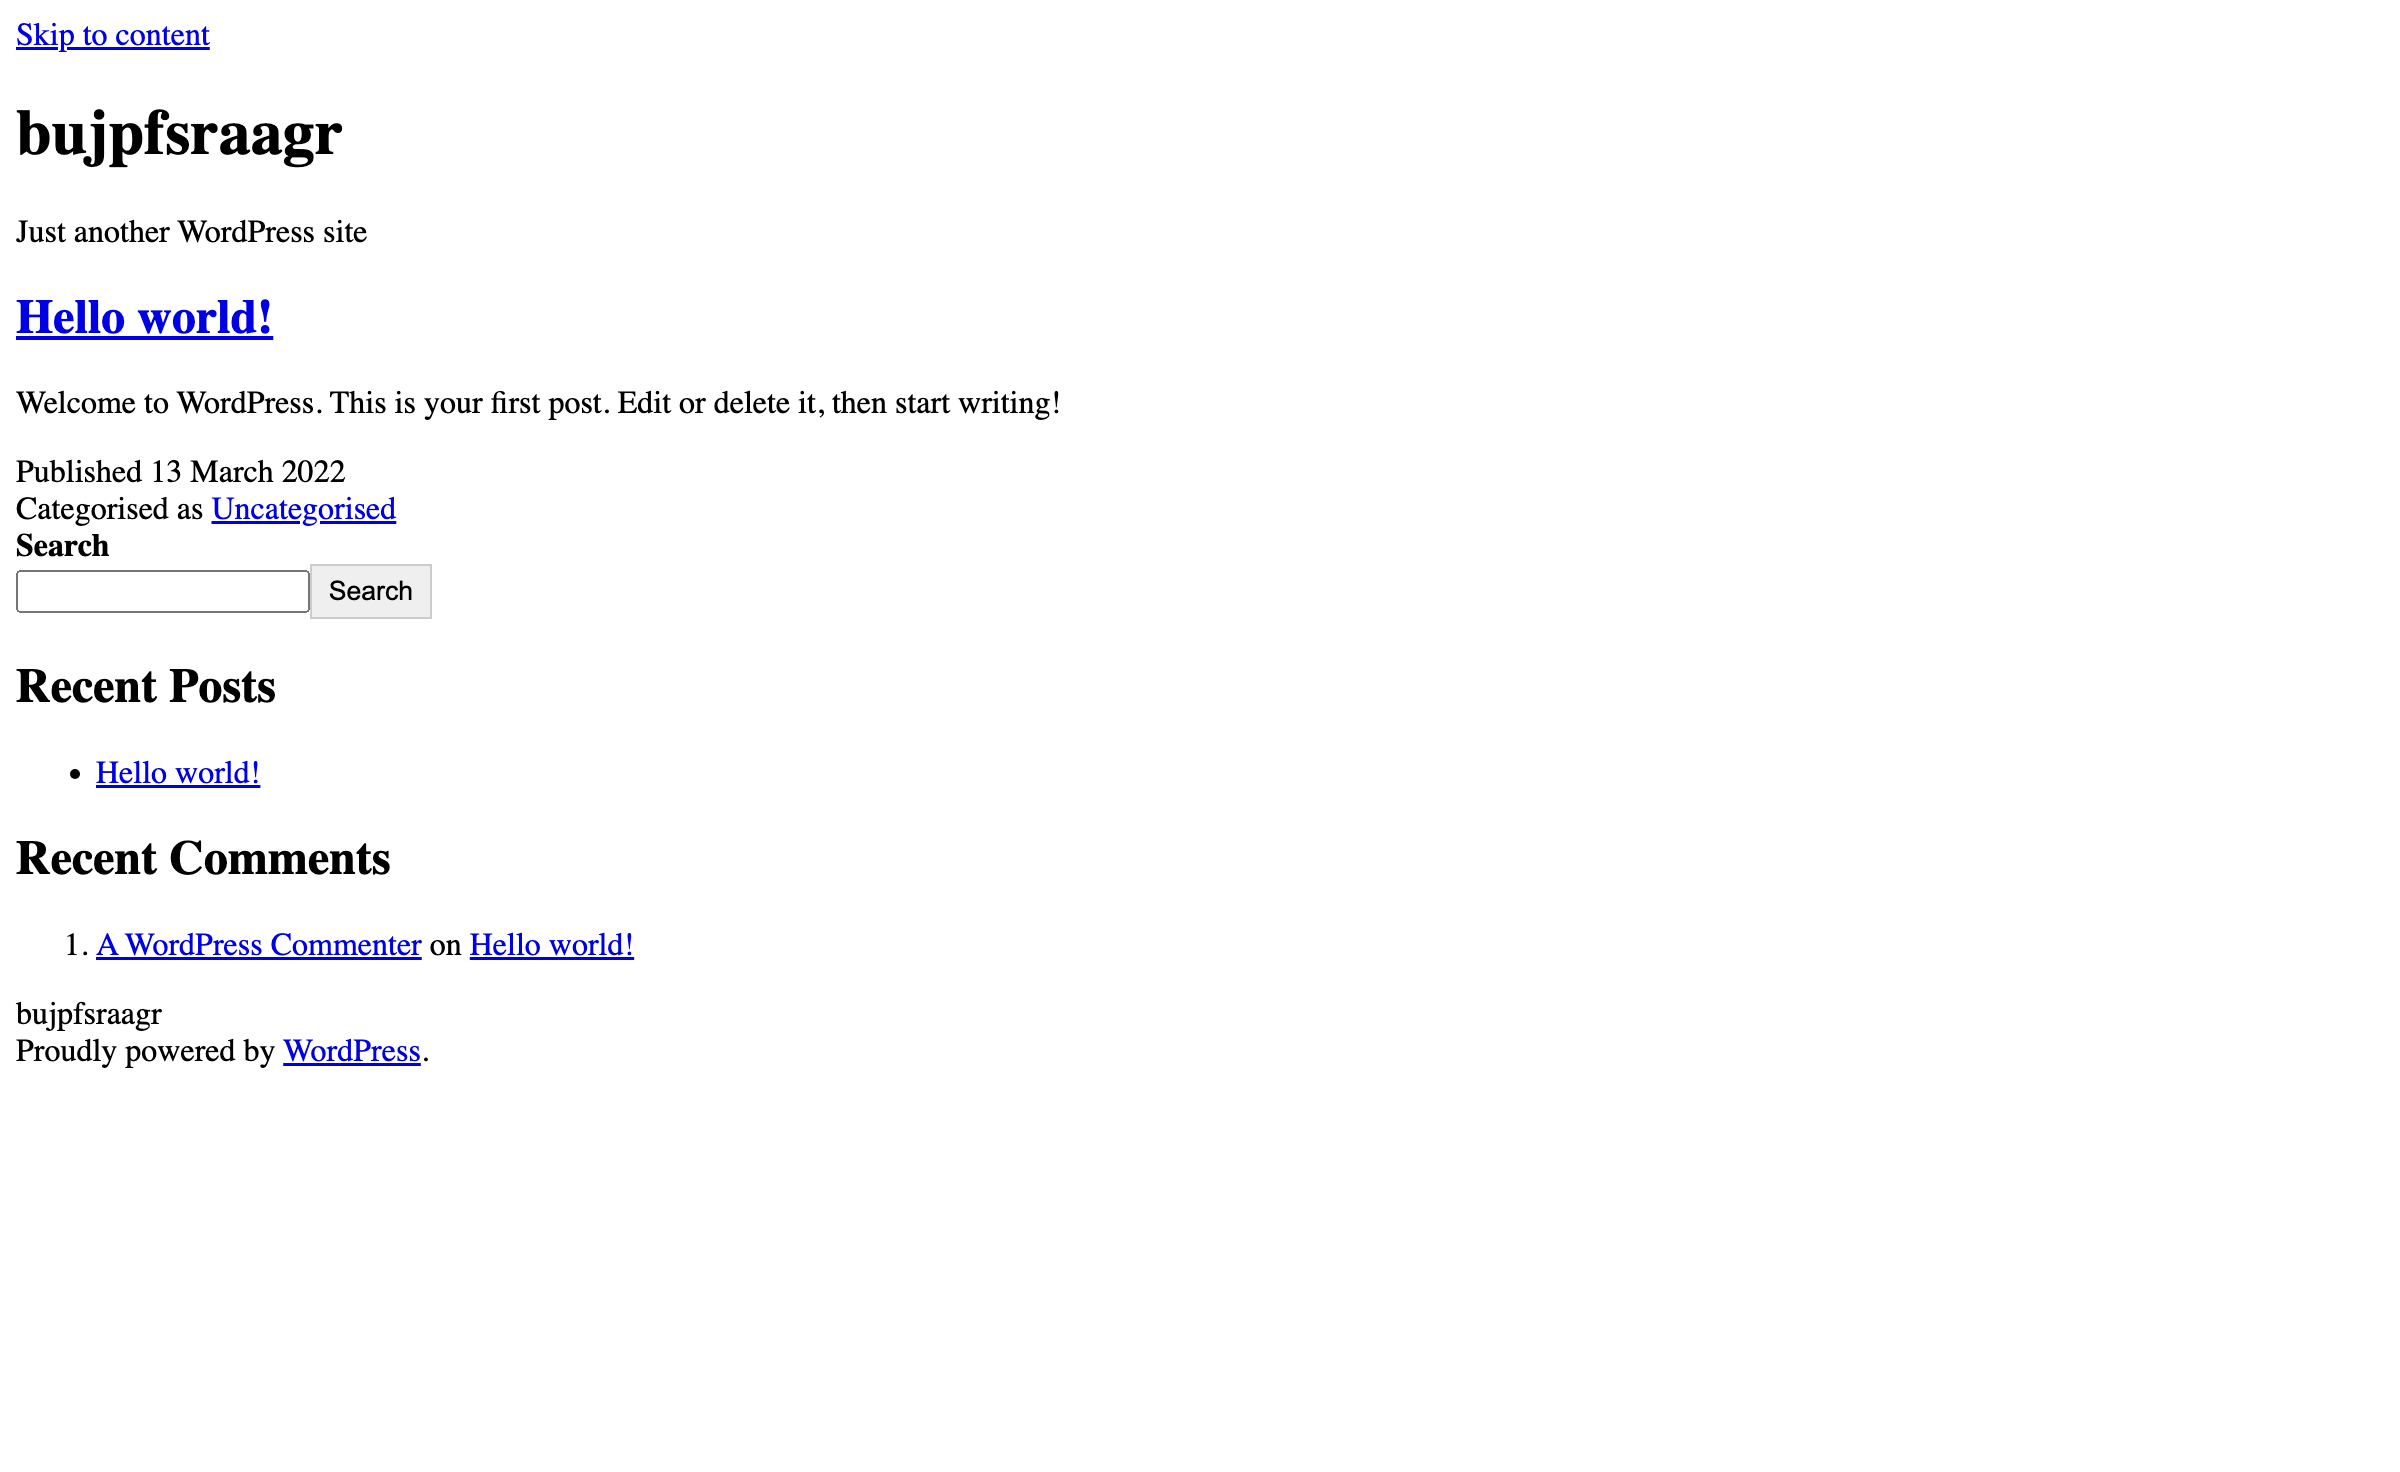 Skip to content
bujpfsraagr
Just another WordPress site
Hello world!
Welcome to WordPress. This is your first post. Edit or delete it, then start writing!
Published 13 March 2022
Categorised as Uncategorised
Search
Search
Recent Posts
• Hello world!
Recent Comments
1. A WordPress Commenter on Hello world!
bujpfsraagr
Proudly powered by WordPress.